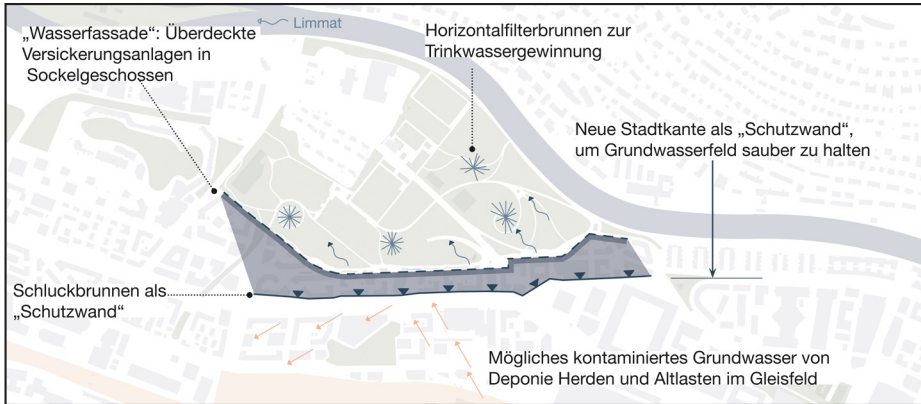 Limmat
„Wasserfassade“: Überdeckte
Versickerungsanlagen in
Sockelgeschossen
Horizontalfilterbrunnen zur
Trinkwassergewinnung
Neue Stadtkante als „Schutzwand“,
um Grundwasserfeld sauber zu halten
Schluckbrunnen als
„Schutzwand“
Mögliches kontaminiertes Grundwasser von
Deponie Herden und Altlasten im Gleisfeld